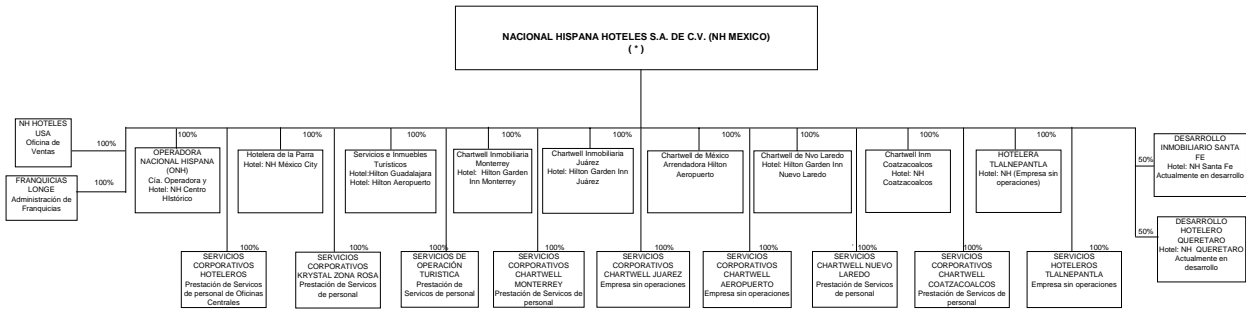 NACIONAL HISPANA HOTELES S.A. DE C.V. (NH MEXICO)
( * )
NH HOTELES
USA
Oficina de
Ventas
100%
FRANQUICIAS
LONGE
Administración de
Franquicias
100%
100%
OPERADORA
NACIONAL HISPANA
(ONH)
Cía. Operadora y
Hotel: NH Centro
HIstórico
100%
Hotelera de la Parra
Hotel: NH México City
100%
Servicios e Inmuebles
Turísticos
Hotel:Hilton Guadalajara
Hotel: Hilton Aeropuerto
100%
Chartwell Inmobiliaria
Monterrey
Hotel: Hilton Garden
Inn Monterrey
100%
Chartwell Inmobiliaria
Juárez
Hotel: Hilton Garden Inn
Juárez
100%
Chartwell de México
Arrendadora Hilton
Aeropuerto
100%
Chartwell de Nvo Laredo
Hotel: Hilton Garden Inn
Nuevo Laredo
100%
Chartwell Inm
Coatzacoalcos
Hotel: NH
Coatzacoalcos
100%
HOTELERA
TLALNEPANTLA
Hotel: NH (Empresa sin
operaciones)
50%
DESARROLLO
INMOBILIARIO SANTA
FE
Hotel: NH Santa Fe
Actualmente en desarrollo
50%
DESARROLLO
HOTELERO
QUERETARO
Hotel: NH QUERETARO
Actualmente en
desarrollo
100%
SERVICIOS
CORPORATIVOS
HOTELEROS
Prestación de Servicos
de personal de Oficinas
Centrales
100%
SERVICIOS
CORPORATIVOS
KRYSTAL ZONA ROSA
Prestación de Servicos
de personal
100%
SERVICIOS DE
OPERACIÓN
TURISTICA
Prestación de
Servicos de personal
100%
SERVICIOS
CORPORATIVOS
CHARTWELL
MONTERREY
Prestación de Servicos de
personal
100%
SERVICIOS
CORPORATIVOS
CHARTWELL JUAREZ
Empresa sin operaciones
100%
SERVICIOS
CORPORATIVOS
CHARTWELL
AEROPUERTO
Empresa sin operaciones
100%
SERVICIOS
CHARTWELL NUEVO
LAREDO
Prestación de Servicos
de personal
100%
SERVICIOS
CORPORATIVOS
CHARTWELL
COATZACOALCOS
Prestación de Servicos de
personal
100%
SERVICIOS
HOTELEROS
TLALNEPANTLA
Empresa sin operaciones